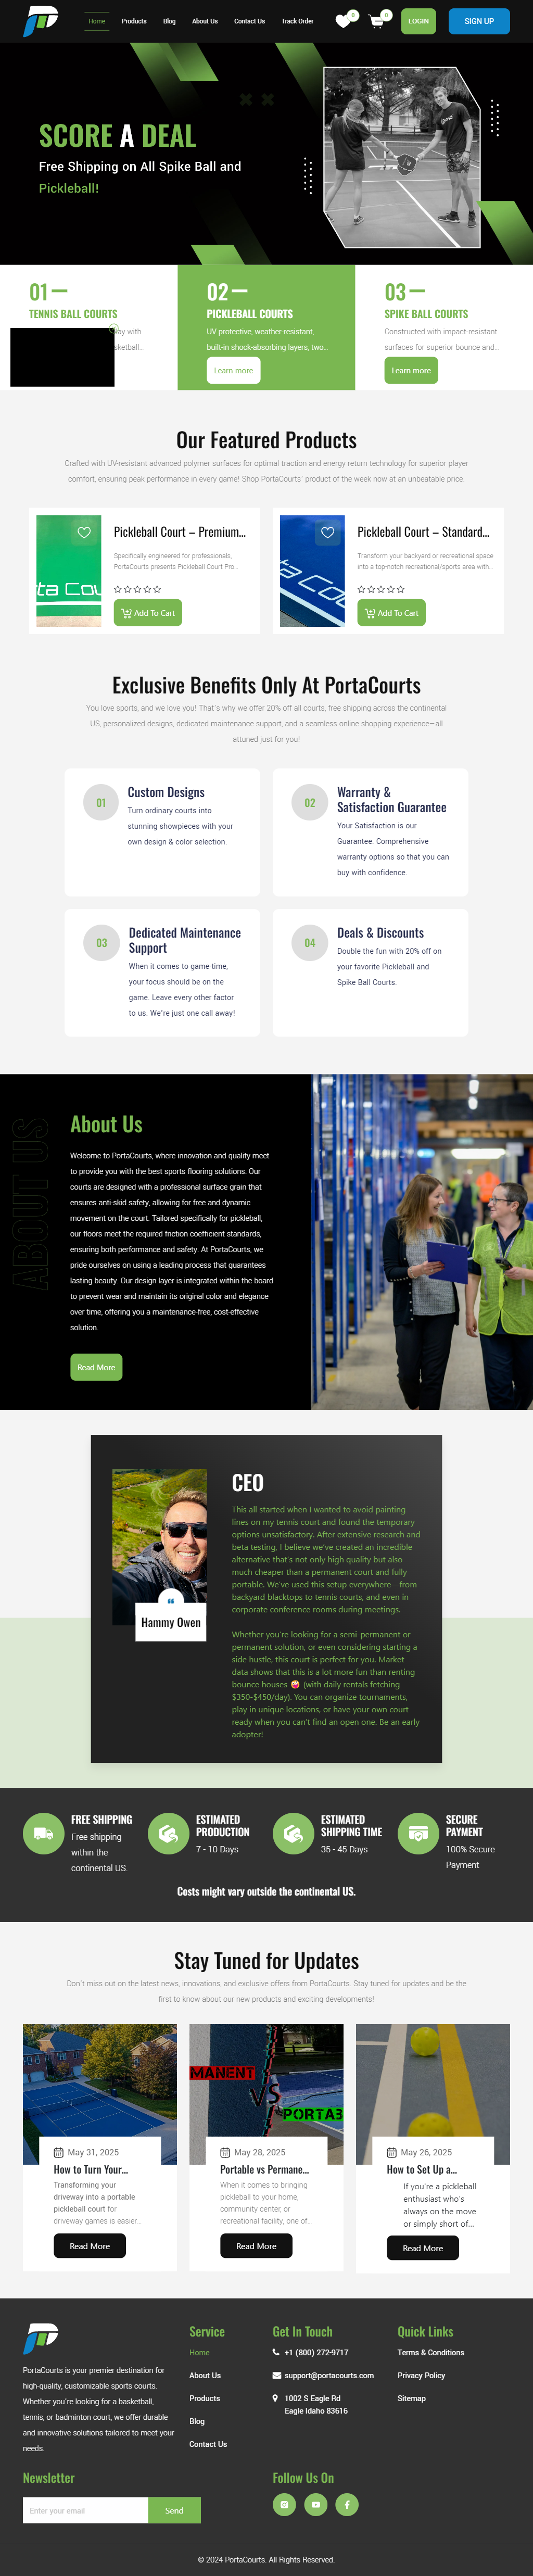 Home Products Blog About Us Contact Us Track Order 0 0 LOGIN SIGN UP
SCORE A DEAL
Free Shipping on All Spike Ball and
Pickleball!
01
TENNIS BALL COURTS
lay with
sketball...
02
PICKLEBALL COURTS
UV protective, weather-resistant,
built-in shock-absorbing layers, two...
Learn more
03
SPIKE BALL COURTS
Constructed with impact-resistant
surfaces for superior bounce and...
Learn more
Our Featured Products
Crafted with UV-resistant advanced polymer surfaces for optimal traction and energy return technology for superior player
comfort, ensuring peak performance in every game! Shop PortaCourts' product of the week now at an unbeatable price.
ta Cou
Pickleball Court – Premium...
Specifically engineered for professionals,
PortaCourts presents Pickleball Court Pro...
Add To Cart
ta Co
Pickleball Court – Standard...
Transform your backyard or recreational space
into a top-notch recreational/sports area with...
Add To Cart
Exclusive Benefits Only At PortaCourts
You love sports, and we love you! That's why we offer 20% off all courts, free shipping across the continental
US, personalized designs, dedicated maintenance support, and a seamless online shopping experience—all
attuned just for you!
01
Custom Designs
Turn ordinary courts into
stunning showpieces with your
own design & color selection.
02
Warranty &
Satisfaction Guarantee
Your Satisfaction is our
Guarantee. Comprehensive
warranty options so that you can
buy with confidence.
03
Dedicated Maintenance
Support
When it comes to game-time,
your focus should be on the
game. Leave every other factor
to us. We're just one call away!
04
Deals & Discounts
Double the fun with 20% off on
your favorite Pickleball and
Spike Ball Courts.
ABOUT US
About Us
Welcome to PortaCourts, where innovation and quality meet
to provide you with the best sports flooring solutions. Our
courts are designed with a professional surface grain that
ensures anti-skid safety, allowing for free and dynamic
movement on the court. Tailored specifically for pickleball,
our floors meet the required friction coefficient standards,
ensuring both performance and safety. At PortaCourts, we
pride ourselves on using a leading process that guarantees
lasting beauty. Our design layer is integrated within the board
to prevent wear and maintain its original color and elegance
over time, offering you a maintenance-free, cost-effective
solution.
Read More
Hammy Owen
CEO
This all started when I wanted to avoid painting
lines on my tennis court and found the temporary
options unsatisfactory. After extensive research and
beta testing, I believe we've created an incredible
alternative that's not only high quality but also
much cheaper than a permanent court and fully
portable. We've used this setup everywhere—from
backyard blacktops to tennis courts, and even in
corporate conference rooms during meetings.
Whether you're looking for a semi-permanent or
permanent solution, or even considering starting a
side hustle, this court is perfect for you. Market
data shows that this is a lot more fun than renting
bounce houses 🤪 (with daily rentals fetching
$350-$450/day). You can organize tournaments,
play in unique locations, or have your own court
ready when you can't find an open one. Be an early
adopter!
FREE SHIPPING
Free shipping
within the
continental US.
ESTIMATED
PRODUCTION
7 - 10 Days
ESTIMATED
SHIPPING TIME
35 - 45 Days
SECURE
PAYMENT
100% Secure
Payment
Costs might vary outside the continental US.
Stay Tuned for Updates
Don't miss out on the latest news, innovations, and exclusive offers from PortaCourts. Stay tuned for updates and be the
first to know about our new products and exciting developments!
May 31, 2025
How to Turn Your...
Transforming your
driveway into a portable
pickleball court for
driveway games is easier...
Read More
MANENT
VS
PORTAB
May 28, 2025
Portable vs Permane...
When it comes to bringing
pickleball to your home,
community center, or
recreational facility, one of...
Read More
May 26, 2025
How to Set Up a...
If you're a pickleball
enthusiast who's
always on the move
or simply short of...
Read More
PortaCourts is your premier destination for
high-quality, customizable sports courts.
Whether you're looking for a basketball,
tennis, or badminton court, we offer durable
and innovative solutions tailored to meet your
needs.
Service
Home
About Us
Products
Blog
Contact Us
Get In Touch
+1 (800) 272-9717
support@portacourts.com
1002 S Eagle Rd
Eagle Idaho 83616
Quick Links
Terms & Conditions
Privacy Policy
Sitemap
Newsletter
Enter your email
Send
Follow Us On
© 2024 PortaCourts. All Rights Reserved.